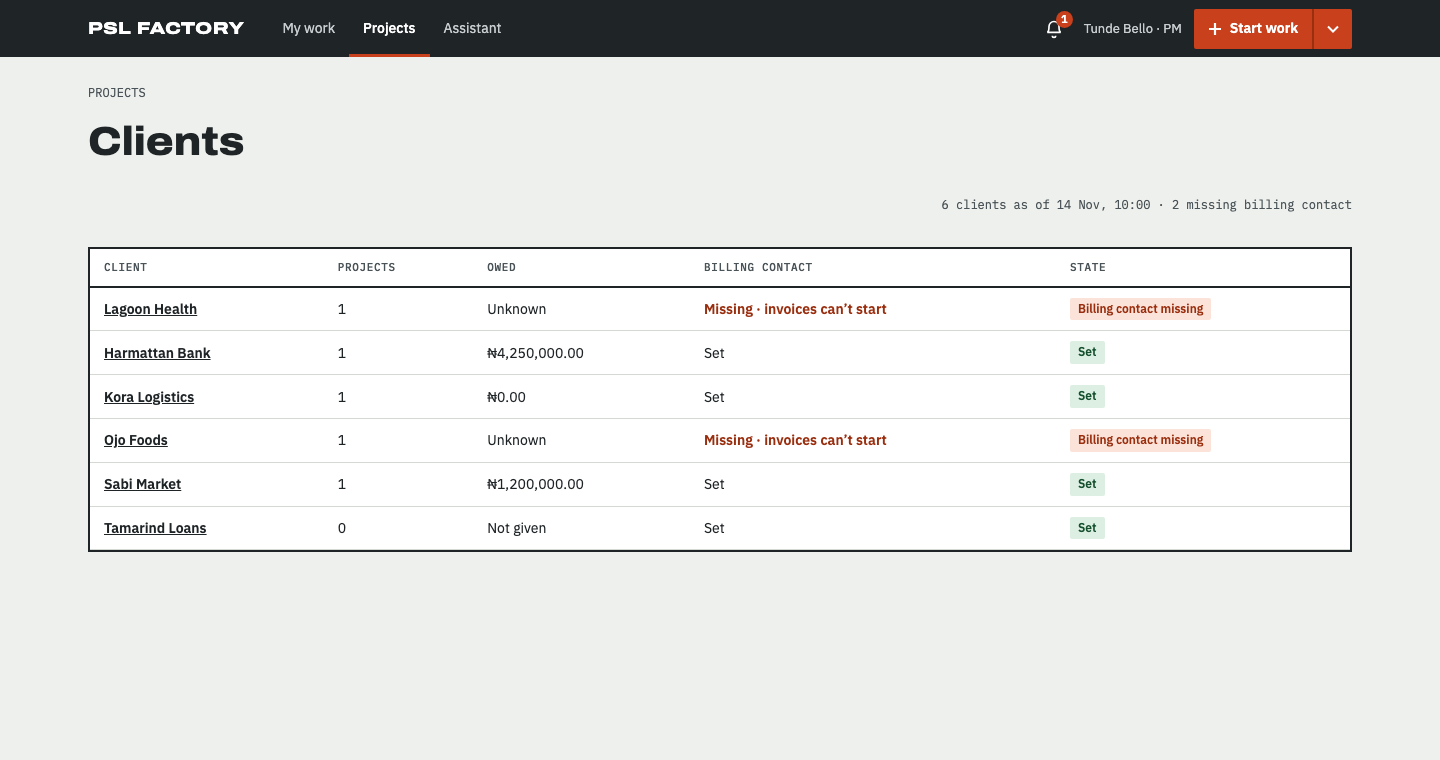 PSL FACTORY My work Projects Assistant 1 Tunde Bello · PM Start work
PROJECTS
Clients
6 clients as of 14 Nov, 10:00 · 2 missing billing contact
CLIENT PROJECTS OWED BILLING CONTACT STATE
Lagoon Health 1 Unknown Missing · invoices can’t start Billing contact missing
Harmattan Bank 1 ₦4,250,000.00 Set Set
Kora Logistics 1 ₦0.00 Set Set
Ojo Foods 1 Unknown Missing · invoices can’t start Billing contact missing
Sabi Market 1 ₦1,200,000.00 Set Set
Tamarind Loans 0 Not given Set Set